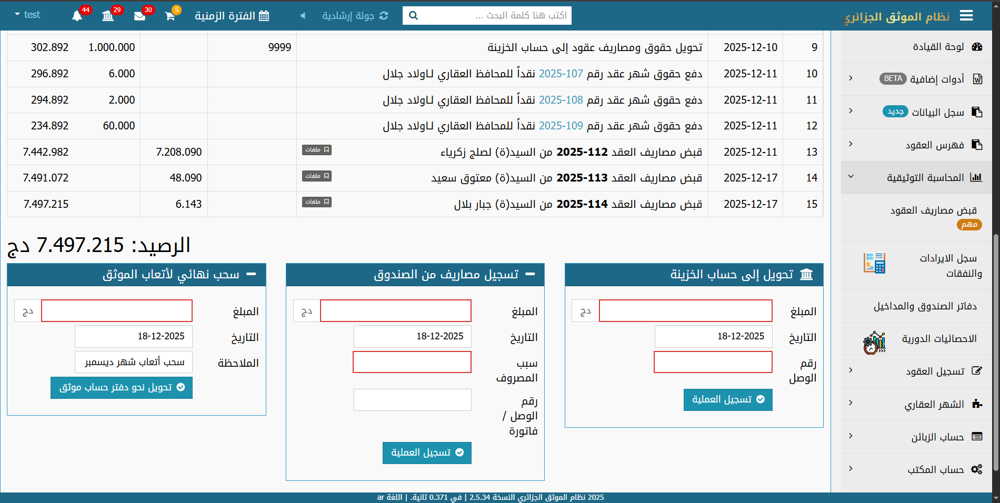 نظام الموثق الجزائري
اكتب هنا كلمة البحث ...
جولة إرشادية
الفترة الزمنية
5
30
29
44
test
لوحة القيادة
أدوات إضافية BETA
سجل البيانات جديد
فهرس العقود
المحاسبة التوثيقية
قبض مصاريف العقود
مهم
سجل الايرادات
والنفقات
دفاتر الصندوق والمداخيل
الاحصائيات الدورية
تسجيل العقود
الشهر العقاري
حساب الزبائن
حساب المكتب
9 2025-12-10 تحويل حقوق ومصاريف عقود إلى حساب الخزينة 9999 1.000.000 302.892
10 2025-12-11 دفع حقوق شهر عقد رقم 107-2025 نقداً للمحافظ العقاري لـاولاد جلال 6.000 296.892
11 2025-12-11 دفع حقوق شهر عقد رقم 108-2025 نقداً للمحافظ العقاري لـاولاد جلال 2.000 294.892
12 2025-12-11 دفع حقوق شهر عقد رقم 109-2025 نقداً للمحافظ العقاري لـاولاد جلال 60.000 234.892
13 2025-12-11 قبض مصاريف العقد 112-2025 من السيد(ة) لصلج زكرياء ملفات 7.208.090 7.442.982
14 2025-12-17 قبض مصاريف العقد 113-2025 من السيد(ة) معتوق سعيد ملفات 48.090 7.491.072
15 2025-12-17 قبض مصاريف العقد 114-2025 من السيد(ة) جبار بلال ملفات 6.143 7.497.215
الرصيد: 7.497.215 دج
تحويل إلى حساب الخزينة
المبلغ دج
التاريخ 18-12-2025
رقم
الوصل
تسجيل العملية
تسجيل مصاريف من الصندوق
المبلغ دج
التاريخ 18-12-2025
سبب
المصروف
رقم
الوصل /
فاتورة
تسجيل العملية
سحب نهائي لأتعاب الموثق
المبلغ دج
التاريخ 18-12-2025
الملاحظة سحب أتعاب شهر ديسمبر
تحويل نحو دفتر حساب موثق
2025 نظام الموثق الجزائري النسخة 2.5.34 | في 0.371 ثانية. | اللغة ar